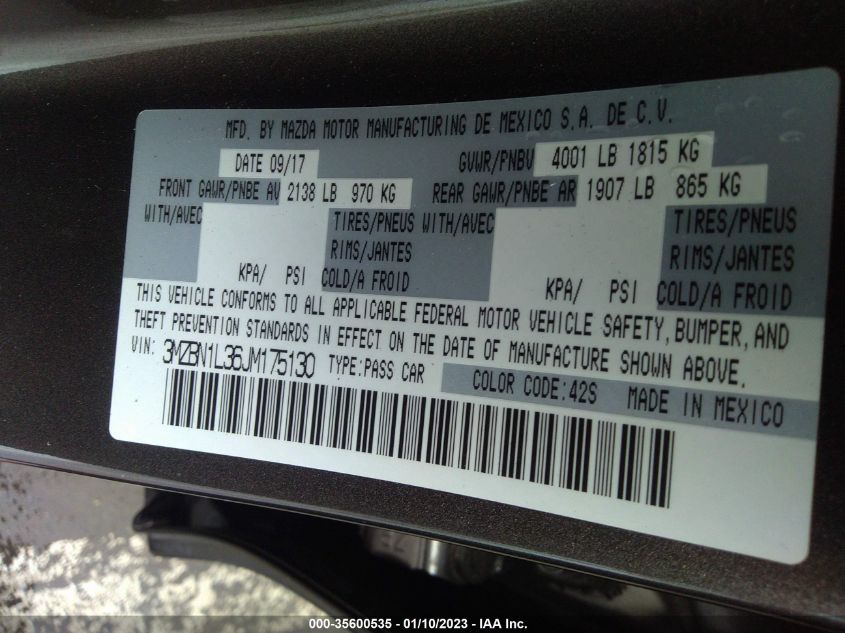 MFD. BY MAZDA MOTOR MANUFACTURING DE MEXICO S.A. DE C.V.
DATE 09/17 GVWR/PNBV 4001 LB 1815 KG
FRONT GAWR/PNBE AV 2138 LB 970 KG REAR GAWR/PNBE AR 1907 LB 865 KG
WITH/AVEC TIRES/PNEUS WITH/AVEC TIRES/PNEUS
RIMS/JANTES RIMS/JANTES
KPA/ PSI COLD/A FROID KPA/ PSI COLD/A FROID
THIS VEHICLE CONFORMS TO ALL APPLICABLE FEDERAL MOTOR VEHICLE SAFETY, BUMPER, AND
THEFT PREVENTION STANDARDS IN EFFECT ON THE DATE OF MANUFACTURE SHOWN ABOVE.
VIN: 3MZBN1L36JM175130 TYPE:PASS CAR COLOR CODE:42S MADE IN MEXICO
000-35600535 - 01/10/2023 - IAA Inc.